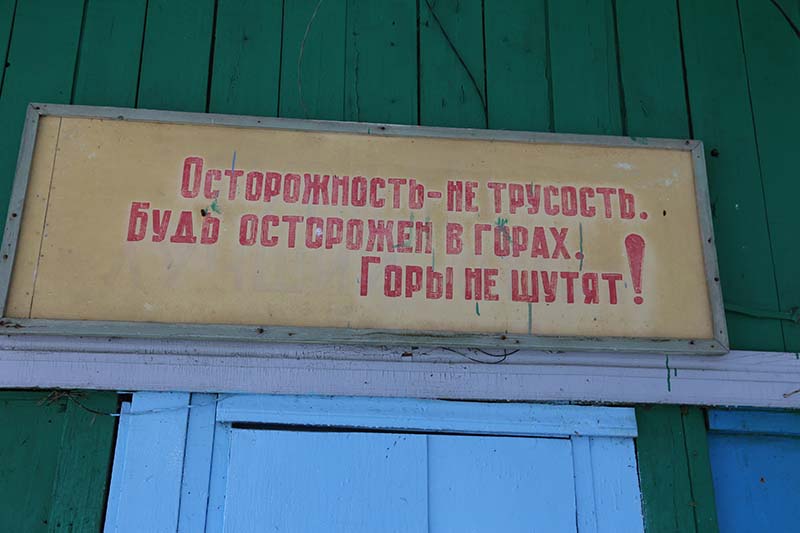 Осторожность - не трусость.
Будь осторожен в горах.
Горы не шутят!